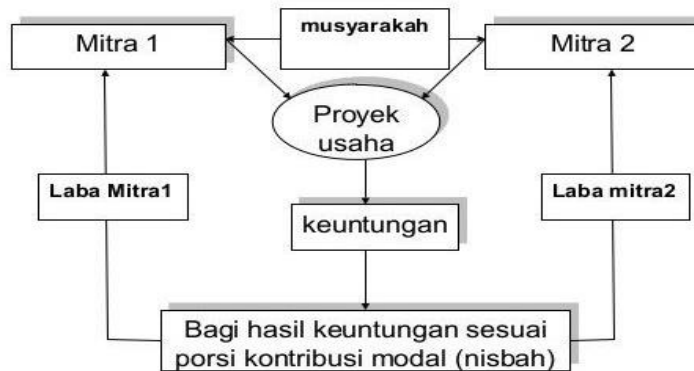 musyarakah
Mitra 1
Mitra 2
Proyek
usaha
Laba Mitra1
Laba mitra2
keuntungan
Bagi hasil keuntungan sesuai
porsi kontribusi modal (nisbah)